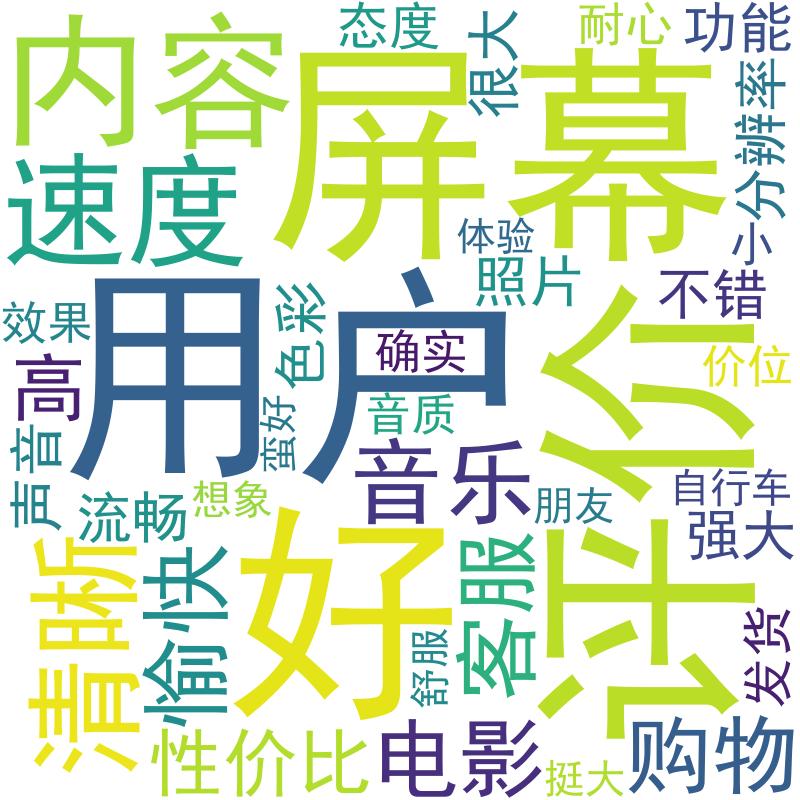 内容
态度
屏幕
很大
耐心
功能
分辨率
速度
体验
小
照片
不错
用户
评价
效果
色彩
确实
价位
高
蛮好
音质
声音
音乐
自行车
流畅
想象
朋友
强大
清晰
愉快
好
客服
舒服
发货
性价比
电影
挺大
购物